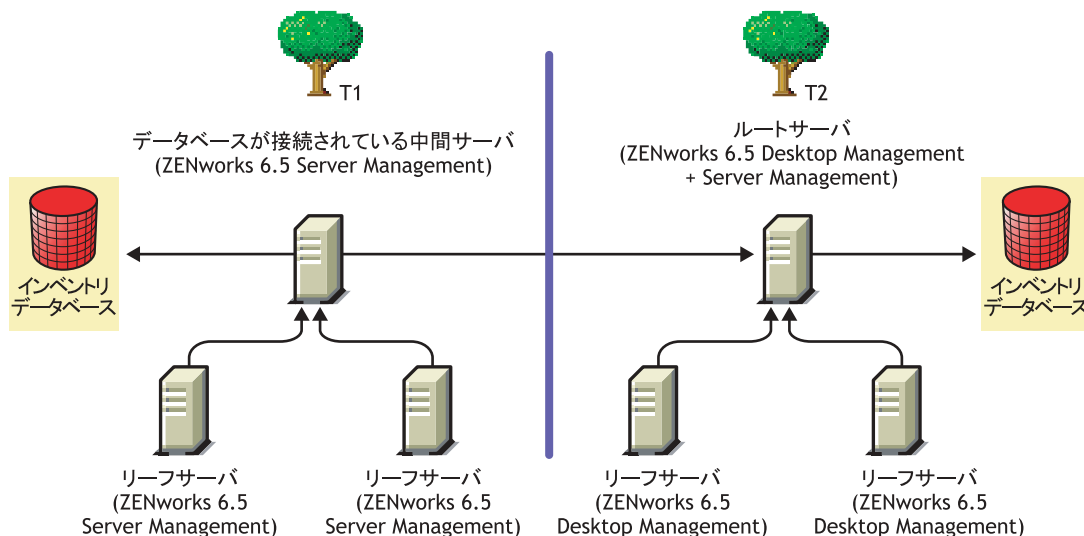 T1
T2
データベースが接続されている中間サーバ
(ZENworks 6.5 Server Management)
ルートサーバ
(ZENworks 6.5 Desktop Management
+ Server Management)
インベントリ
データベース
インベントリ
データベース
リーフサーバ
(ZENworks 6.5
Server Management)
リーフサーバ
(ZENworks 6.5
Server Management)
リーフサーバ
(ZENworks 6.5
Desktop Management)
リーフサーバ
(ZENworks 6.5
Desktop Management)